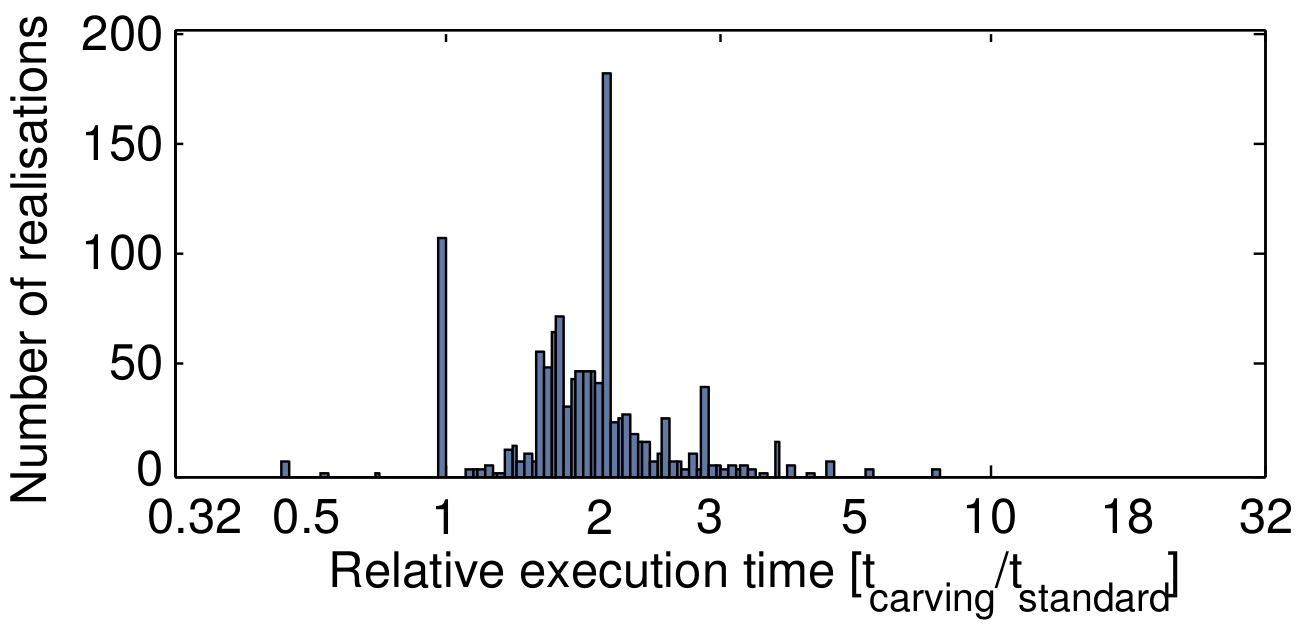 Number of realisations
200
150
100
50
0
0.32 0.5 1 2 3 5 10 18 32
Relative execution time [t_carving/t_standard]